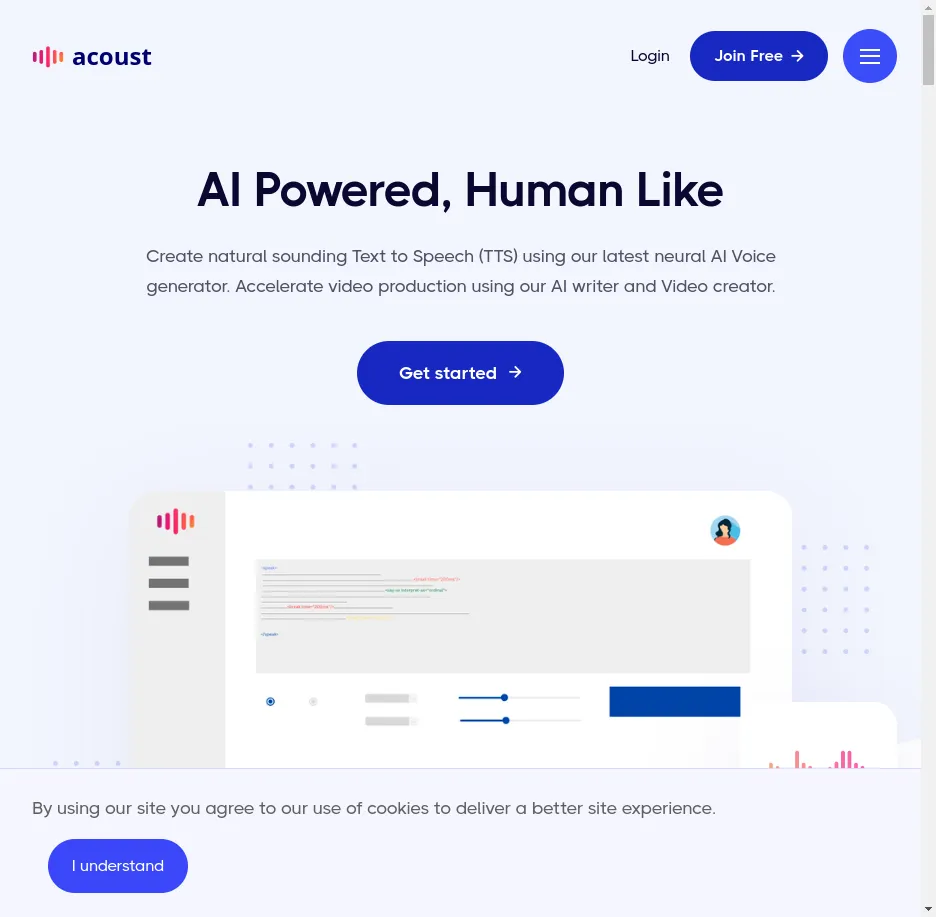 acoust
Login
Join Free
AI Powered, Human Like
Create natural sounding Text to Speech (TTS) using our latest neural AI Voice
generator. Accelerate video production using our AI writer and Video creator.
Get started
By using our site you agree to our use of cookies to deliver a better site experience.
I understand